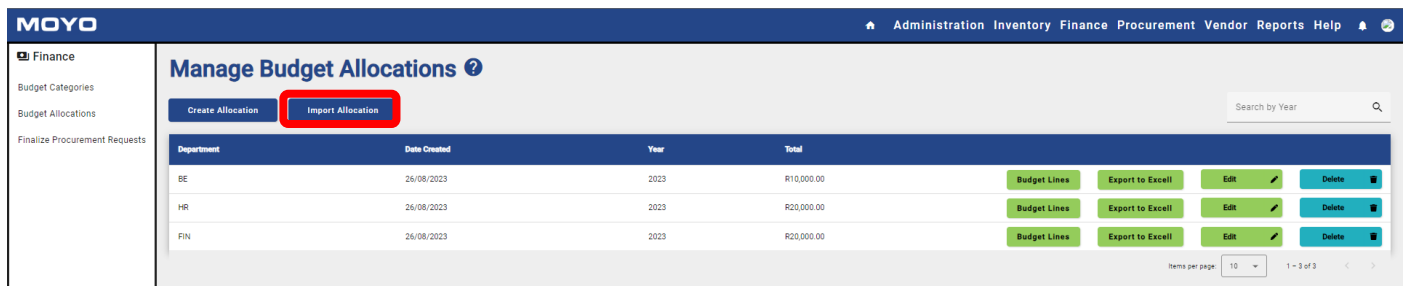 MOYO
Administration Inventory Finance Procurement Vendor Reports Help
Finance
Budget Categories
Budget Allocations
Finalize Procurement Requests
Manage Budget Allocations ?
Create Allocation Import Allocation
Search by Year
Department Date Created Year Total
BE 26/08/2023 2023 R10,000.00 Budget Lines Export to Excell Edit Delete
HR 26/08/2023 2023 R20,000.00 Budget Lines Export to Excell Edit Delete
FIN 26/08/2023 2023 R20,000.00 Budget Lines Export to Excell Edit Delete
Items per page: 10 1 – 3 of 3